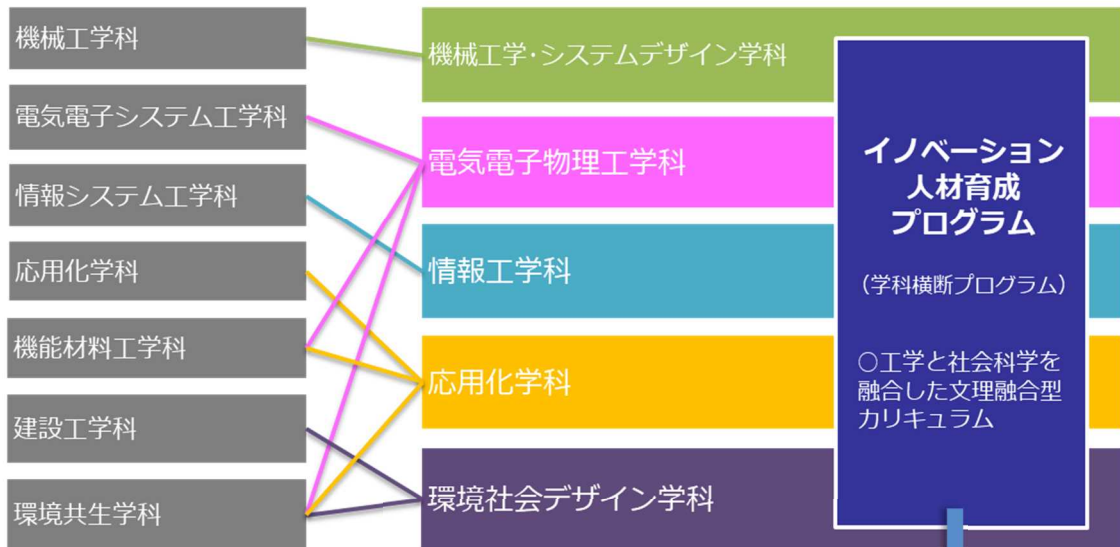 機械工学科
電気電子システム工学科
情報システム工学科
応用化学科
機能材料工学科
建設工学科
環境共生学科
機械工学・システムデザイン学科
電気電子物理工学科
情報工学科
応用化学科
環境社会デザイン学科
イノベーション
人材育成
プログラム
（学科横断プログラム）
○工学と社会科学を
融合した文理融合型
カリキュラム